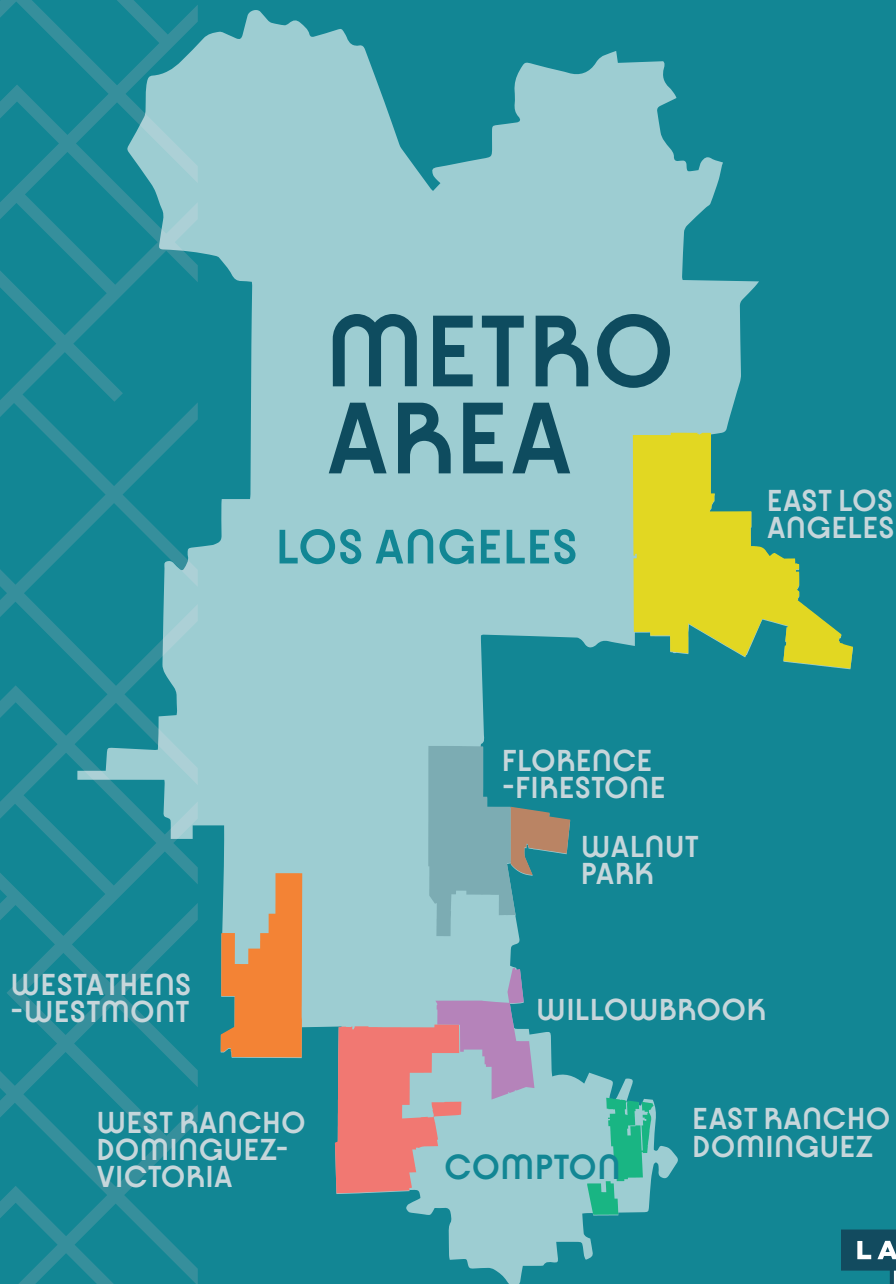 METRO
AREA
LOS ANGELES
EAST LOS
ANGELES
FLORENCE
-FIRESTONE
WALNUT
PARK
WESTATHENS
-WESTMONT
WILLOWBROOK
WEST RANCHO
DOMINGUEZ-
VICTORIA
EAST RANCHO
DOMINGUEZ
COMPTON
LA